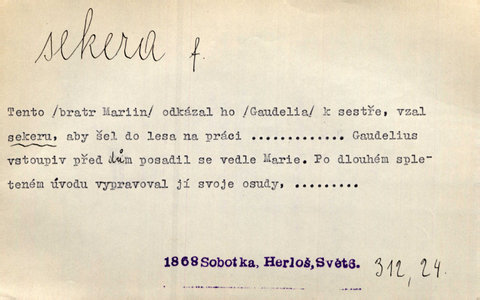 sekera f.
Tento /bratr Mariin/ odkázal ho /Gaudelia/ k sestře, vzal
sekeru, aby šel do lesa na práci ............. Gaudelius
vstoupiv před dům posadil se vedle Marie. Po dlouhém sple-
teném úvodu vypravoval jí svoje osudy, .........
1868 Sobotka, Herloš, Světó. 312, 24.